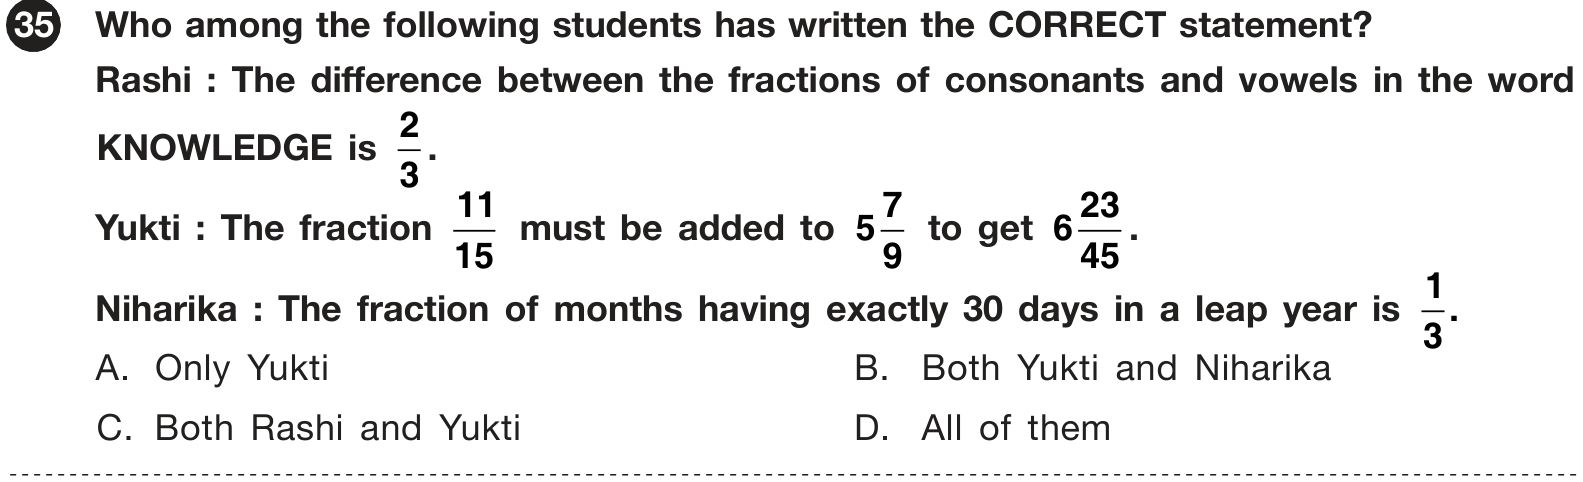 35 Who among the following students has written the CORRECT statement?
Rashi : The difference between the fractions of consonants and vowels in the word
KNOWLEDGE is 2/3.
Yukti : The fraction 11/15 must be added to 5 7/9 to get 6 23/45.
Niharika : The fraction of months having exactly 30 days in a leap year is 1/3.
A. Only Yukti B. Both Yukti and Niharika
C. Both Rashi and Yukti D. All of them